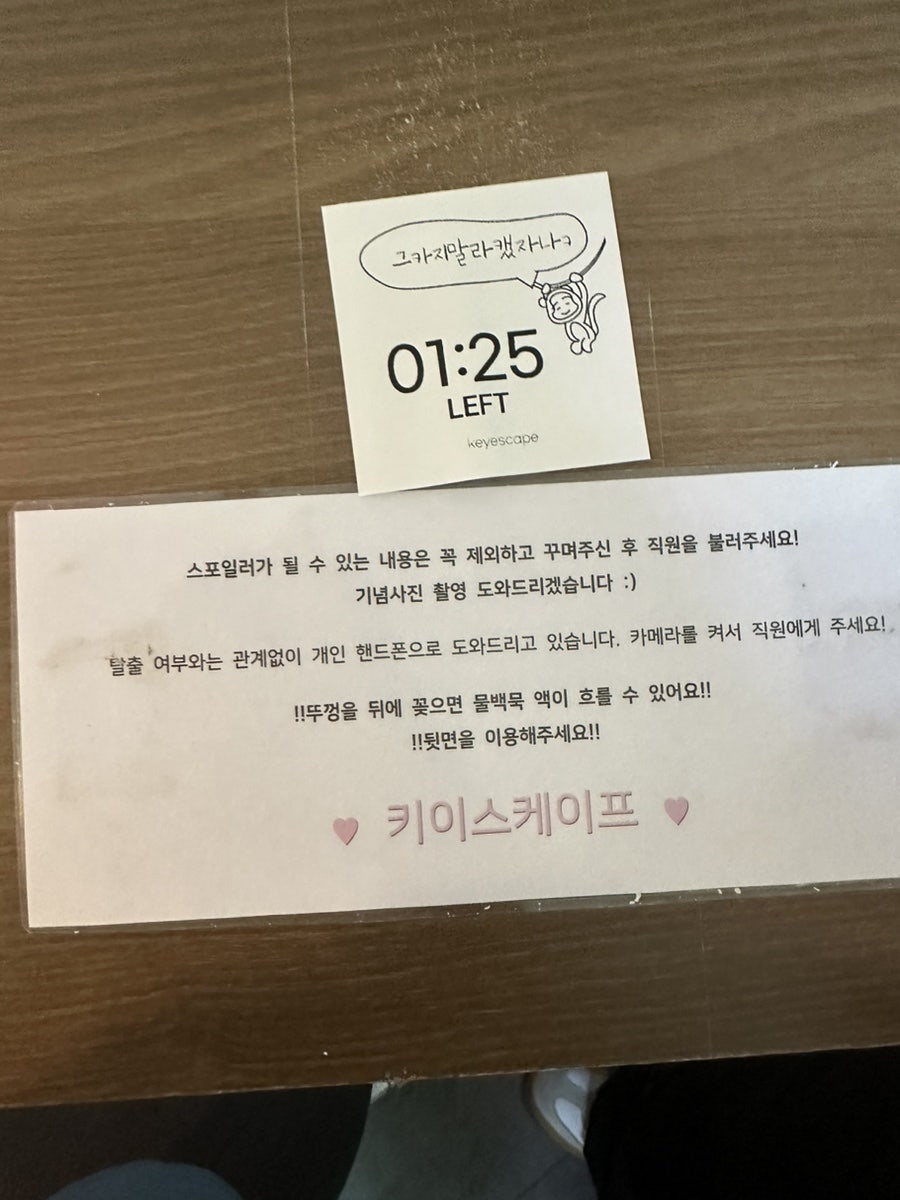 그카지말라캤자나ㅋ
01:25
LEFT
keyescape
스포일러가 될 수 있는 내용은 꼭 제외하고 꾸며주신 후 직원을 불러주세요!
기념사진 촬영 도와드리겠습니다 :)
탈출 여부와는 관계없이 개인 핸드폰으로 도와드리고 있습니다. 카메라를 켜서 직원에게 주세요!
!!뚜껑을 뒤에 꽂으면 물백묵 액이 흐를 수 있어요!!
!!뒷면을 이용해주세요!!
♥ 키이스케이프 ♥